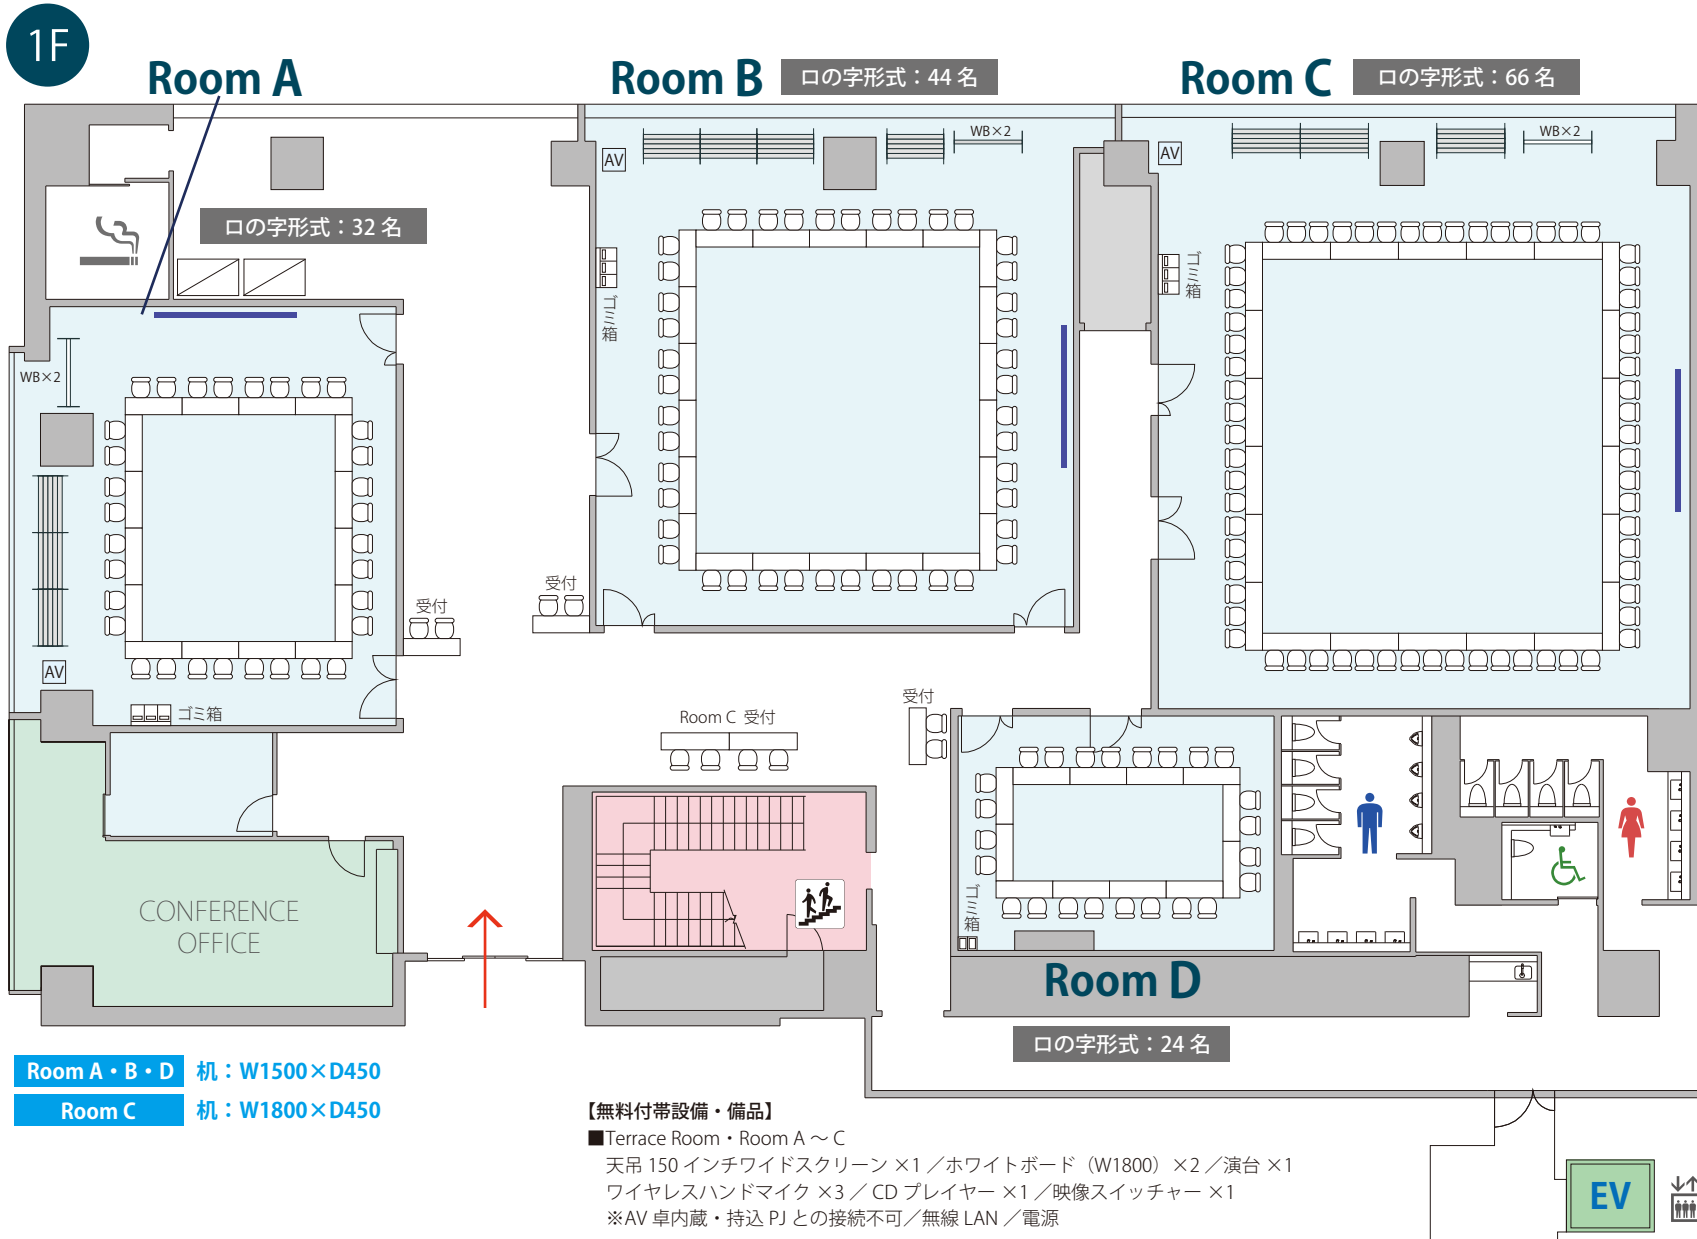 1F
Room A
Room B
ロの字形式：44 名
Room C
ロの字形式：66 名
ロの字形式：32 名
AV
WB×2
AV
WB×2
ゴミ箱
ゴミ箱
WB×2
受付
受付
AV
ゴミ箱
Room C 受付
受付
ゴミ箱
CONFERENCE
OFFICE
Room D
ロの字形式：24 名
Room A・B・D 机：W1500×D450
Room C 机：W1800×D450
【無料付帯設備・備品】
■Terrace Room・Room A ～ C
天吊 150 インチワイドスクリーン ×1 ／ホワイトボード（W1800）×2 ／演台 ×1
ワイヤレスハンドマイク ×3 ／ CD プレイヤー ×1 ／映像スイッチャー ×1
※AV 卓内蔵・持込 PJ との接続不可／無線 LAN ／電源
EV